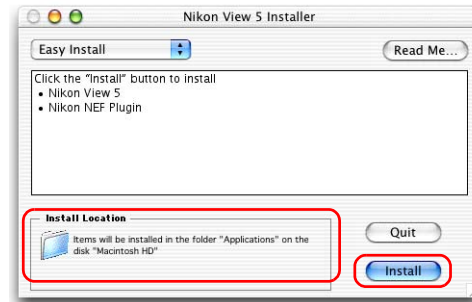 Nikon View 5 Installer
Easy Install
Read Me...
Click the “Install” button to install
• Nikon View 5
• Nikon NEF Plugin
Install Location
Items will be installed in the folder "Applications" on the
disk "Macintosh HD"
Quit
Install